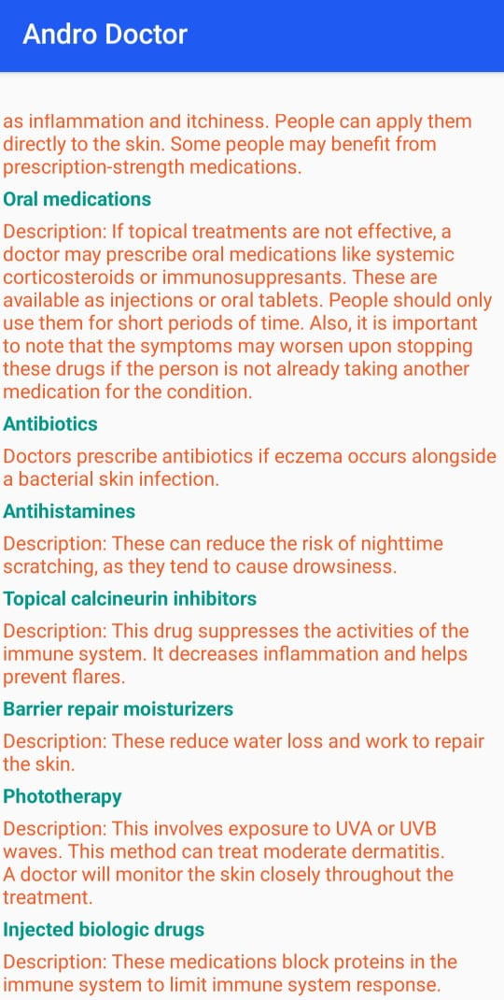 Andro Doctor
as inflammation and itchiness. People can apply them
directly to the skin. Some people may benefit from
prescription-strength medications.
Oral medications
Description: If topical treatments are not effective, a
doctor may prescribe oral medications like systemic
corticosteroids or immunosuppresants. These are
available as injections or oral tablets. People should only
use them for short periods of time. Also, it is important
to note that the symptoms may worsen upon stopping
these drugs if the person is not already taking another
medication for the condition.
Antibiotics
Doctors prescribe antibiotics if eczema occurs alongside
a bacterial skin infection.
Antihistamines
Description: These can reduce the risk of nighttime
scratching, as they tend to cause drowsiness.
Topical calcineurin inhibitors
Description: This drug suppresses the activities of the
immune system. It decreases inflammation and helps
prevent flares.
Barrier repair moisturizers
Description: These reduce water loss and work to repair
the skin.
Phototherapy
Description: This involves exposure to UVA or UVB
waves. This method can treat moderate dermatitis.
A doctor will monitor the skin closely throughout the
treatment.
Injected biologic drugs
Description: These medications block proteins in the
immune system to limit immune system response.